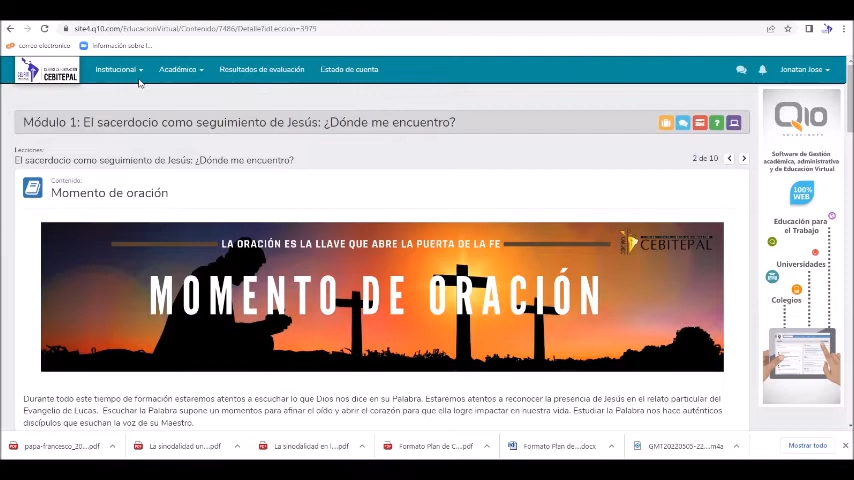 site4.q10.com/EducacionVirtual/Contenido/7486/Detalle?idLeccion=3979
correo electronico
Información sobre l...
CEBITEPAL
Institucional
Académico
Resultados de evaluación
Estado de cuenta
Jonatan Jose
Módulo 1: El sacerdocio como seguimiento de Jesús: ¿Dónde me encuentro?
Lecciones:
El sacerdocio como seguimiento de Jesús: ¿Dónde me encuentro?
2 de 10
Contenido:
Momento de oración
LA ORACIÓN ES LA LLAVE QUE ABRE LA PUERTA DE LA FE
CEBITEPAL
MOMENTO DE ORACIÓN
Durante todo este tiempo de formación estaremos atentos a escuchar lo que Dios nos dice en su Palabra. Estaremos atentos a reconocer la presencia de Jesús en el relato particular del
Evangelio de Lucas. Escuchar la Palabra supone un momentos para afinar el oído y abrir el corazón para que ella logre impactar en nuestra vida. Estudiar la Palabra nos hace auténticos
discípulos que esuchan la voz de su Maestro.
Q10
SOLUCIONES
Software de Gestión
académica, administrativa
y de Educación Virtual
100%
WEB
Educación para
el Trabajo
Universidades
Colegios
papa-francesco_20....pdf
La sinodalidad un....pdf
La sinodalidad en l....pdf
Formato Plan de C....pdf
Formato Plan de....docx
GMT20220505-22....m4a
Mostrar todo